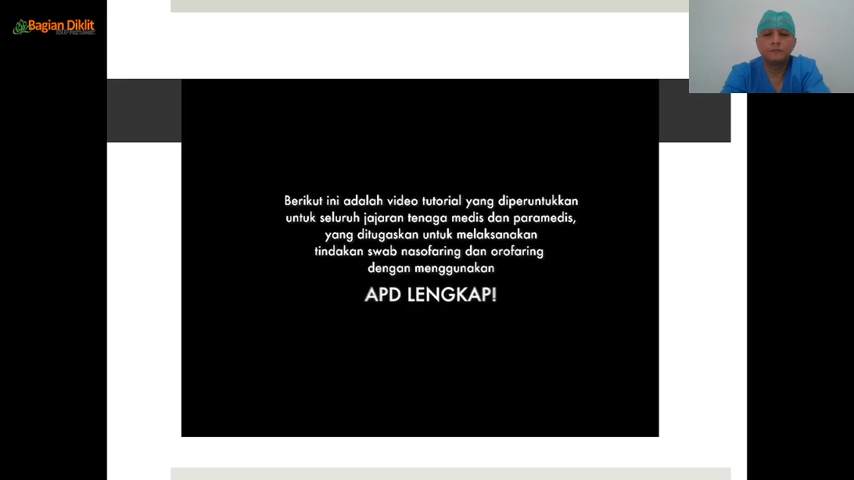 Bagian Diklit
Berikut ini adalah video tutorial yang diperuntukkan
untuk seluruh jajaran tenaga medis dan paramedis,
yang ditugaskan untuk melaksanakan
tindakan swab nasofaring dan orofaring
dengan menggunakan
APD LENGKAP!